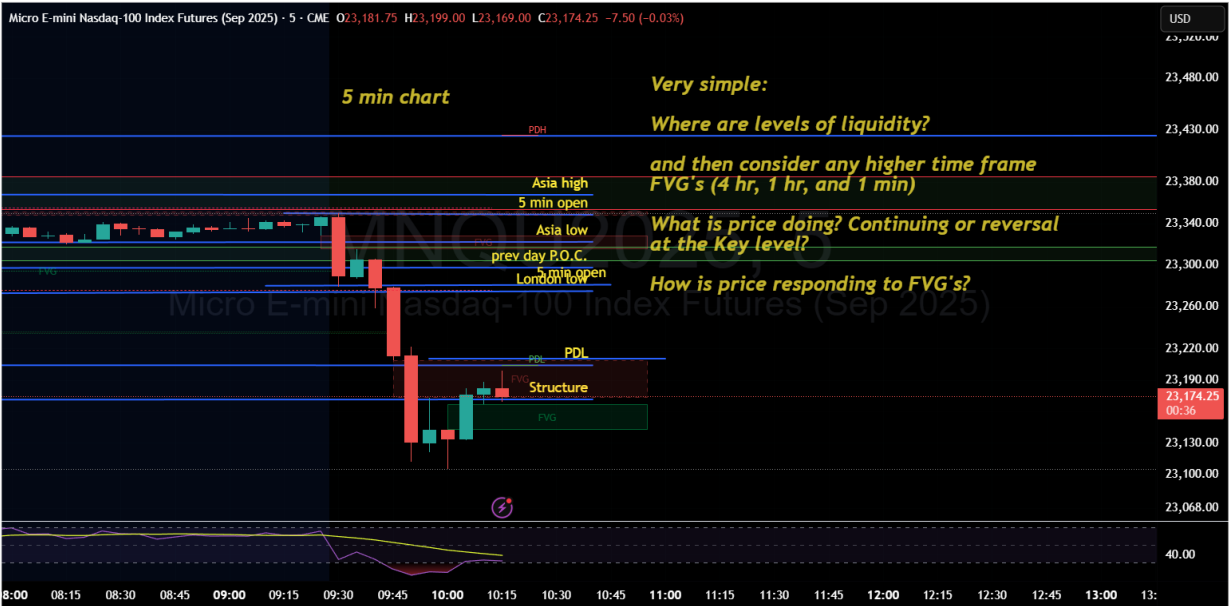 Micro E-mini Nasdaq-100 Index Futures (Sep 2025) · 5 · CME O23,181.75 H23,199.00 L23,169.00 C23,174.25 −7.50 (−0.03%)
USD
23,520.00
23,480.00
5 min chart
Very simple:
PDH
Where are levels of liquidity?
23,430.00
and then consider any higher time frame
FVG's (4 hr, 1 hr, and 1 min)
Asia high
23,380.00
5 min open
What is price doing? Continuing or reversal
at the Key level?
23,340.00
Asia low
FVG
prev day P.O.C.
5 min open
FVG
London low
23,300.00
How is price responding to FVG's?
Micro E-mini Nasdaq-100 Index Futures (Sep 2025)
23,260.00
PDL
PDL
23,220.00
FVG
Structure
23,190.00
23,174.25
00:36
FVG
23,130.00
23,100.00
23,068.00
40.00
8:00 08:15 08:30 08:45 09:00 09:15 09:30 09:45 10:00 10:15 10:30 10:45 11:00 11:15 11:30 11:45 12:00 12:15 12:30 12:45 13:00 13: